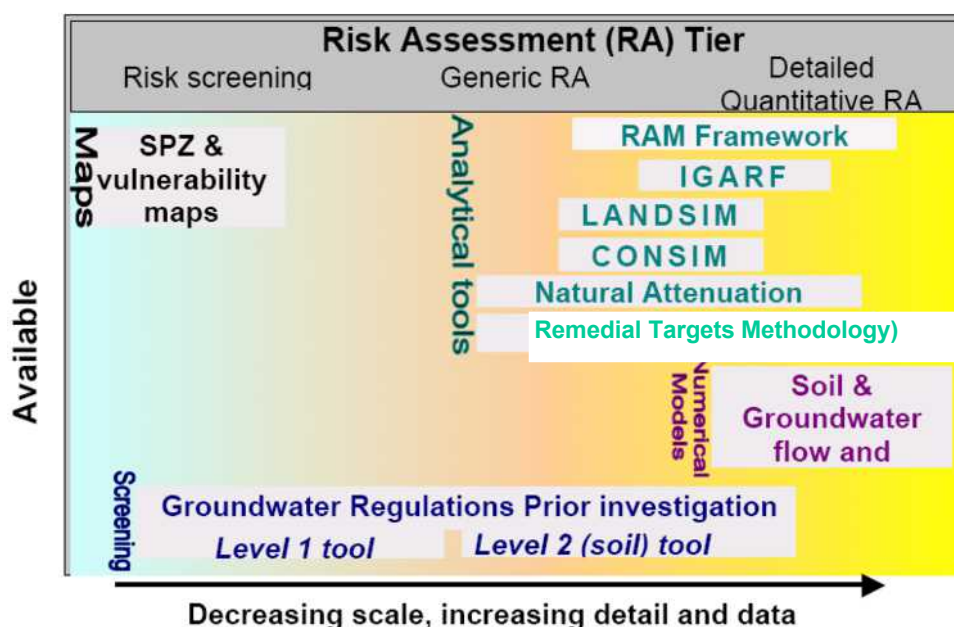 Risk Assessment (RA) Tier
Risk screening
Generic RA
Detailed
Quantitative RA
Available
Maps
SPZ &
vulnerability
maps
Analytical tools
RAM Framework
IGARF
LANDSIM
CONSIM
Natural Attenuation
Remedial Targets Methodology)
Numerical
Models
Soil &
Groundwater
flow and
Screening
Groundwater Regulations Prior investigation
Level 1 tool
Level 2 (soil) tool
Decreasing scale, increasing detail and data